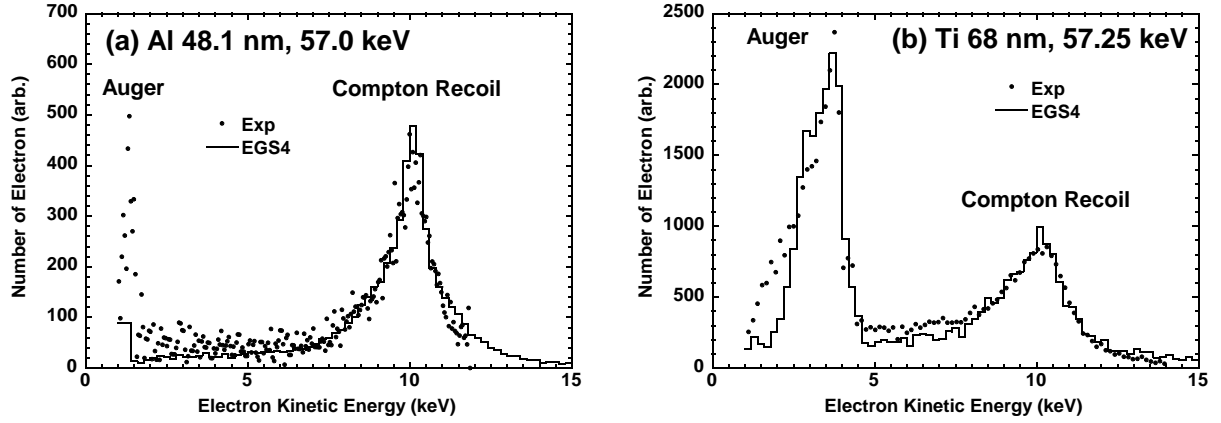 (a) Al 48.1 nm, 57.0 keV
Auger
Compton Recoil
Exp
EGS4
Number of Electron (arb.)
700
600
500
400
300
200
100
0
0 5 10 15
Electron Kinetic Energy (keV)
Auger
(b) Ti 68 nm, 57.25 keV
Exp
EGS4
Compton Recoil
Number of Electron (arb.)
2500
2000
1500
1000
500
0
0 5 10 15
Electron Kinetic Energy (keV)